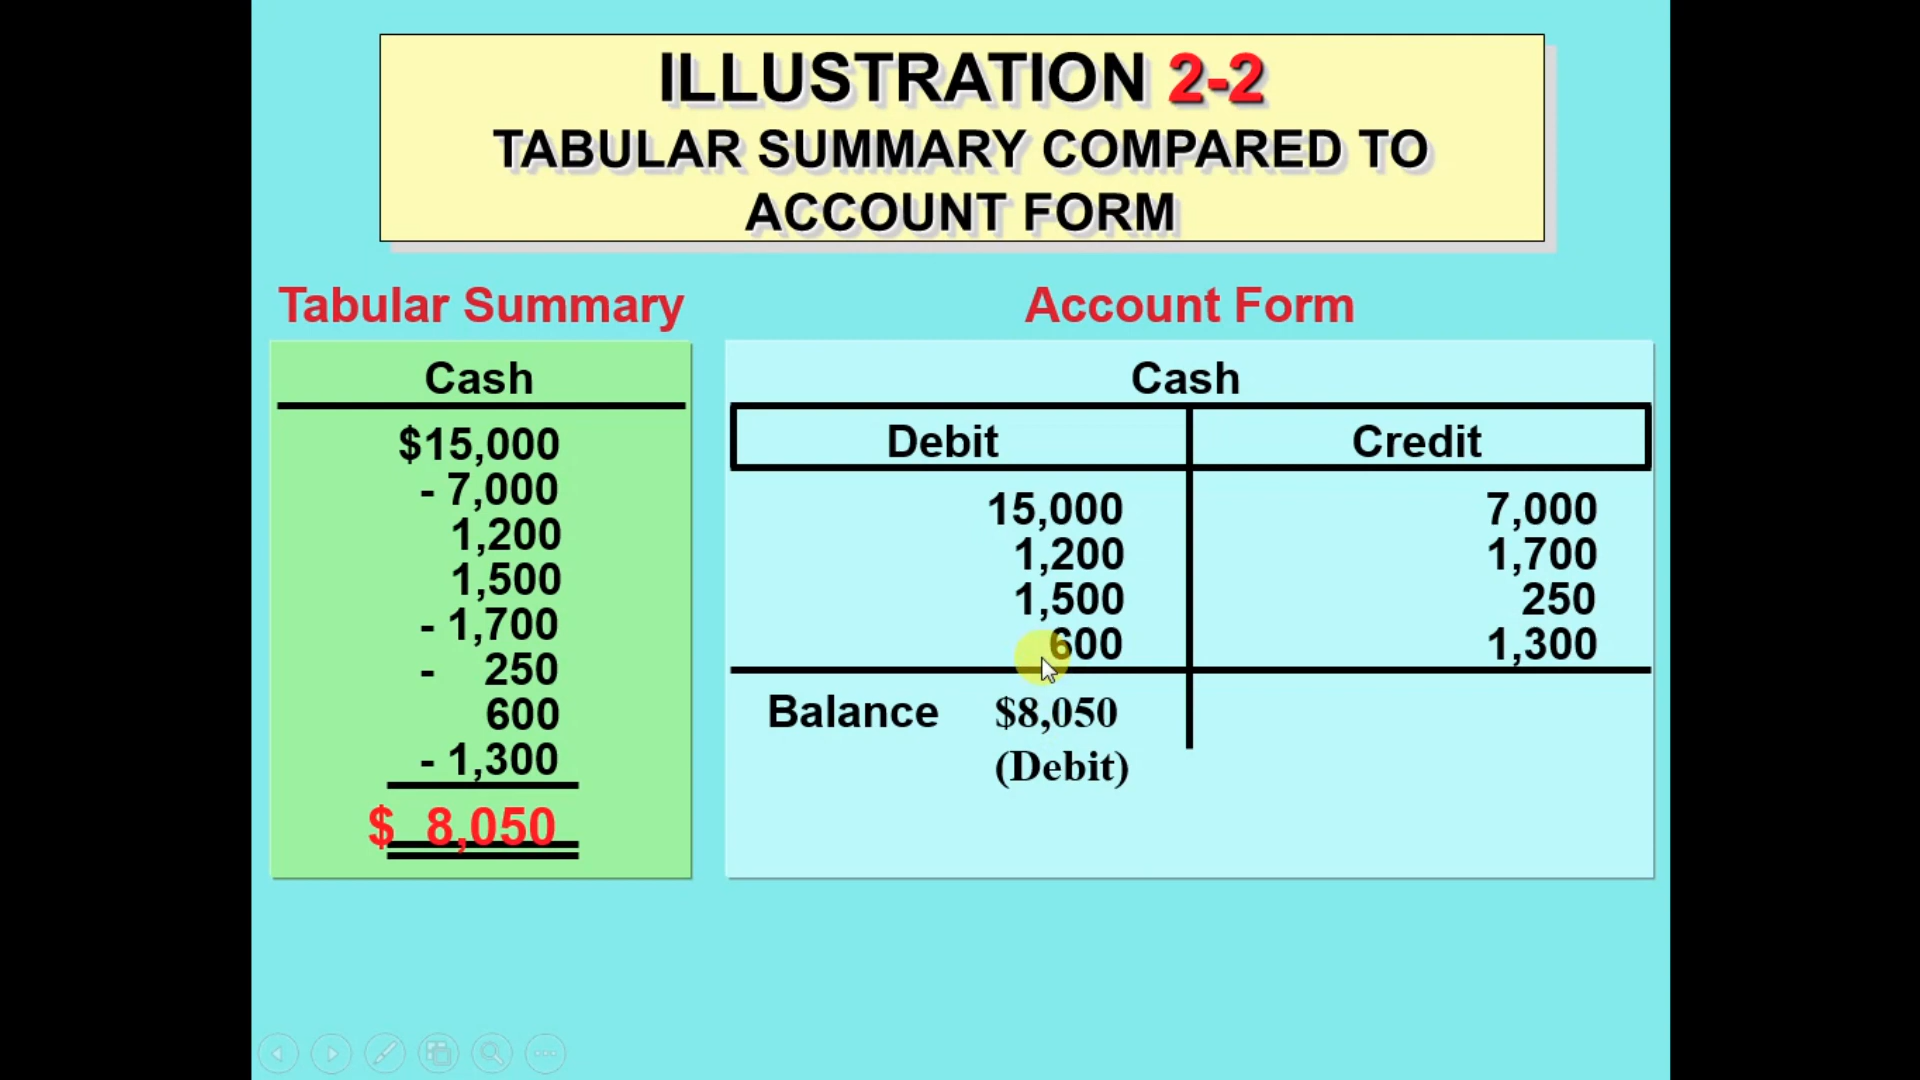 ILLUSTRATION 2-2
TABULAR SUMMARY COMPARED TO
ACCOUNT FORM
Tabular Summary
Cash
$15,000
- 7,000
1,200
1,500
- 1,700
- 250
600
- 1,300
$ 8,050
Account Form
Cash
Debit Credit
15,000 7,000
1,200 1,700
1,500 250
600 1,300
Balance $8,050
(Debit)